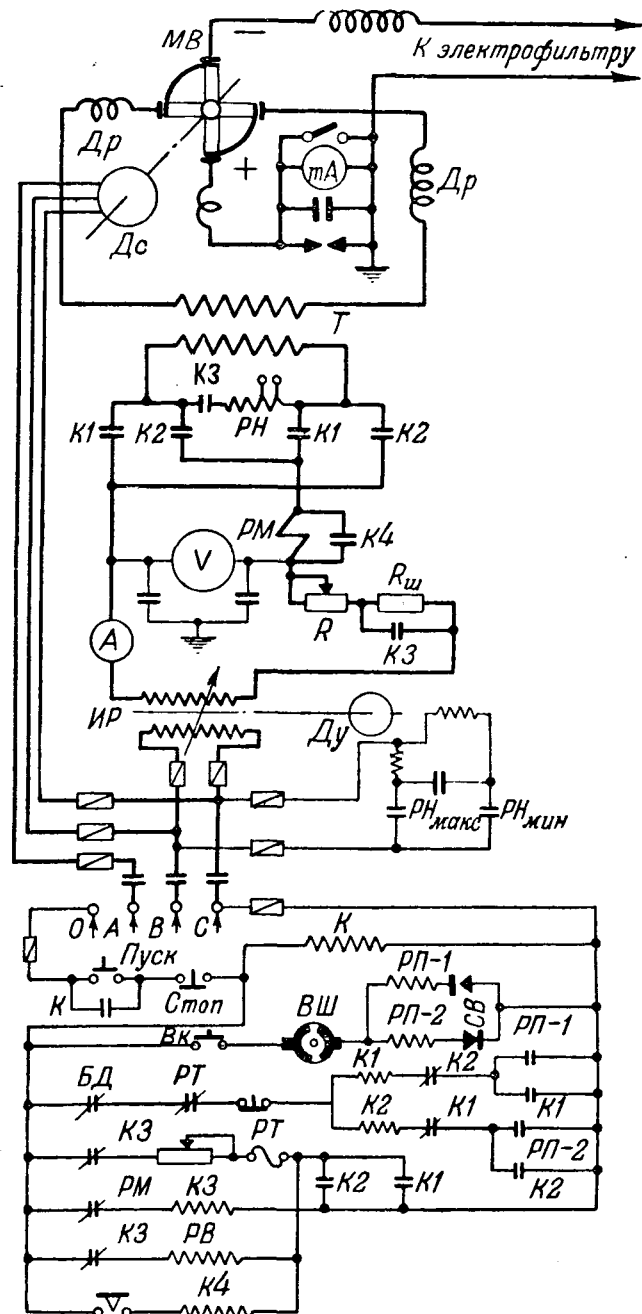 МВ
−
К электрофильтру
Др
+
mA
Др
Дс
Т
К3
К1 К2 РН К1 К2
РМ К4
V
Rш
R
К3
А
ИР
Ду
РНмакс РНмин
О А В С
К
Пуск
РП-1
К Стоп
ВШ РП-2 СВ РП-1
Вк
К1 К2
БД РТ
К1
К2 К1
К3 РТ
РП-2
К2 К1 К2
РМ К3
К3 РВ
К4